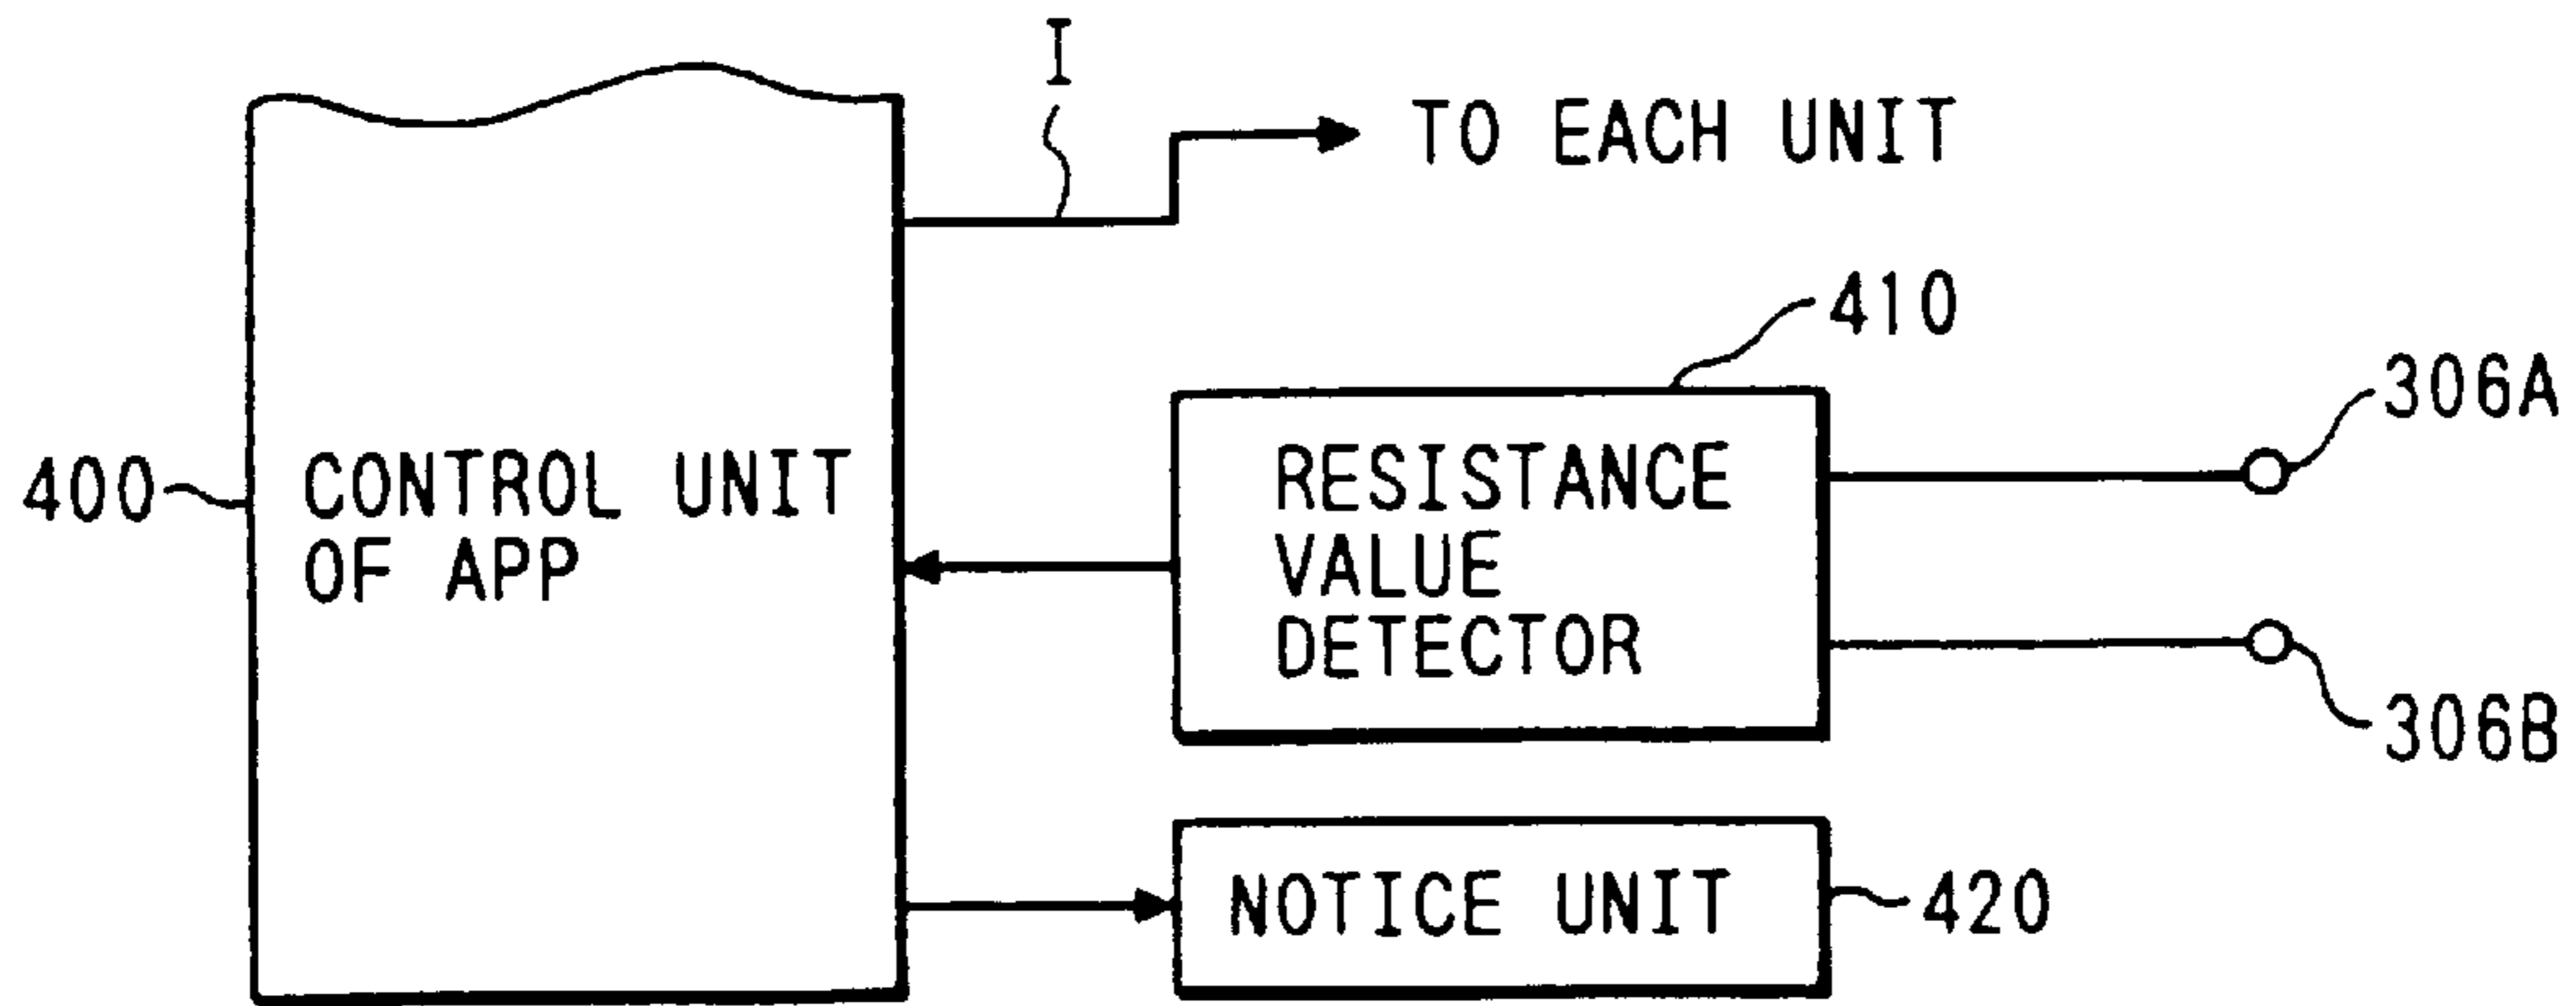 I
TO EACH UNIT
410
306A
400
CONTROL UNIT
OF APP
RESISTANCE
VALUE
DETECTOR
306B
NOTICE UNIT
420